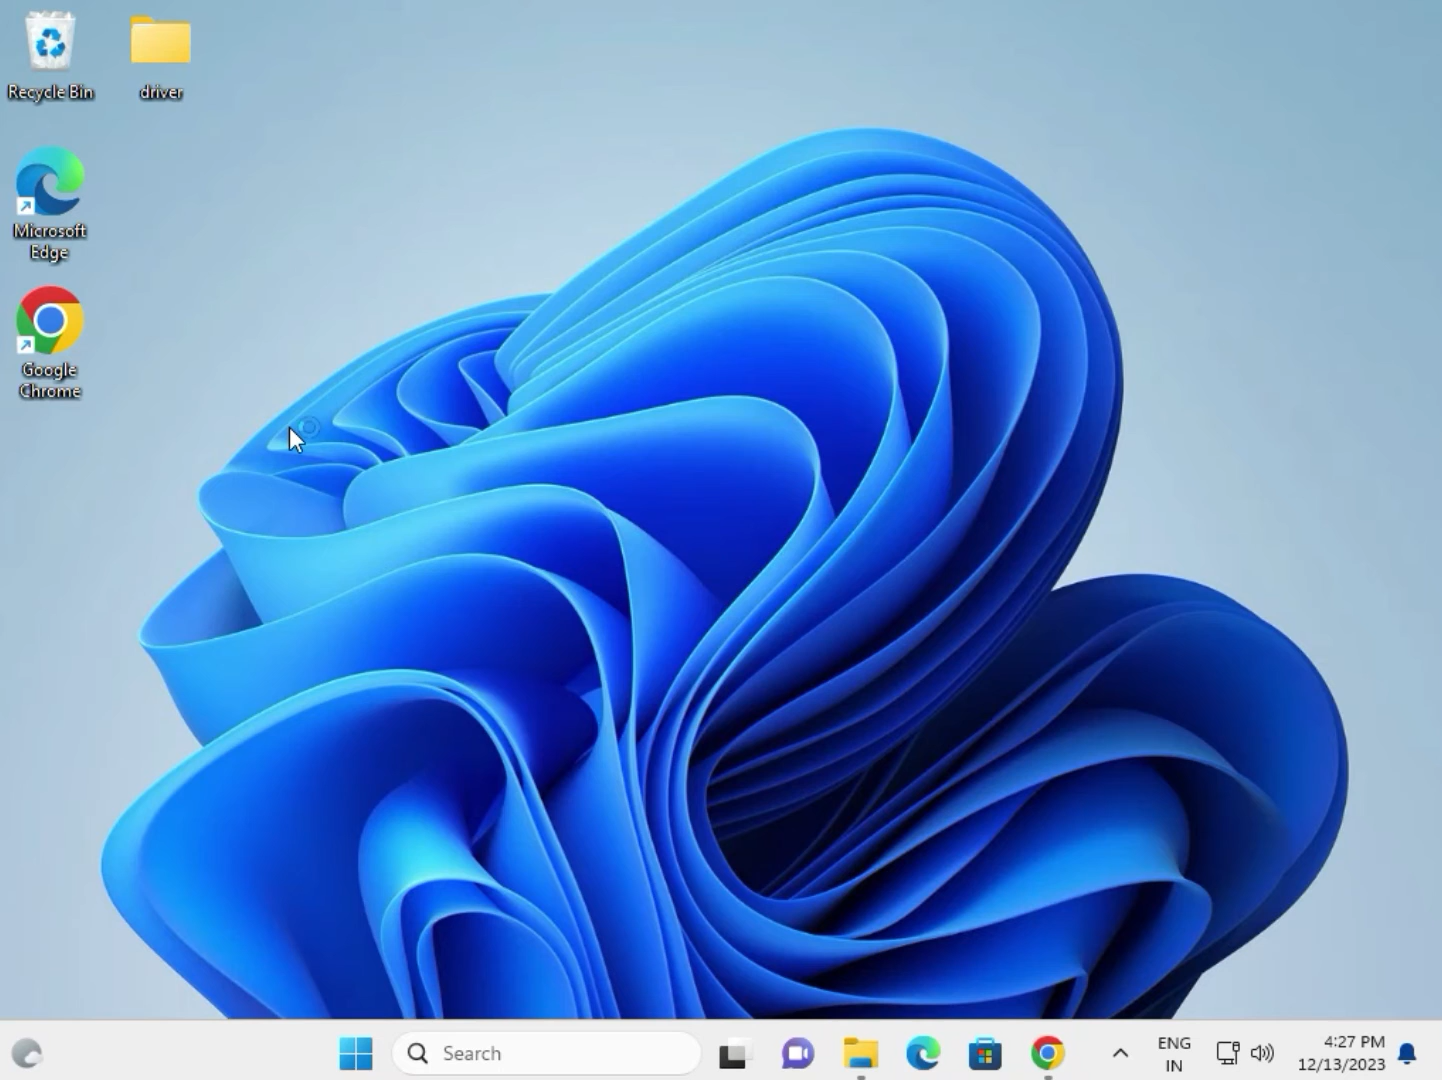 Recycle Bin
driver
Microsoft
Edge
Google
Chrome
Search
ENG
IN
4:27 PM
12/13/2023